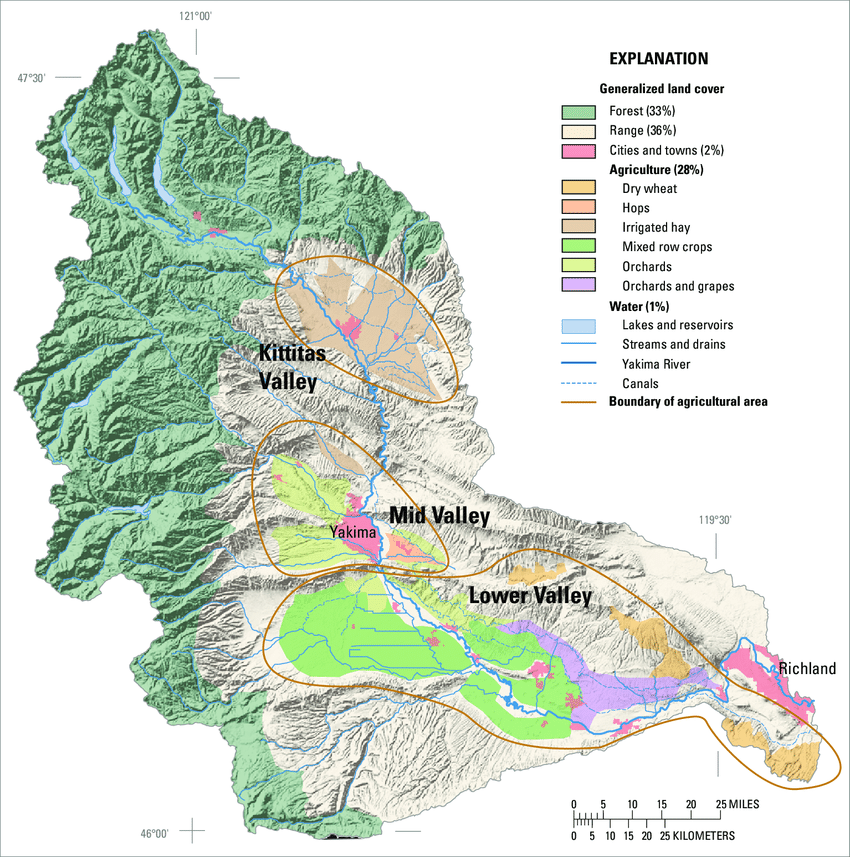 121°00'
47°30'
EXPLANATION
Generalized land cover
Forest (33%)
Range (36%)
Cities and towns (2%)
Agriculture (28%)
Dry wheat
Hops
Irrigated hay
Mixed row crops
Orchards
Orchards and grapes
Water (1%)
Lakes and reservoirs
Streams and drains
Yakima River
Canals
Boundary of agricultural area
Kittitas
Valley
Mid Valley
Yakima
119°30'
Lower Valley
Richland
46°00'
0 5 10 15 20 25 MILES
0 5 10 15 20 25 KILOMETERS